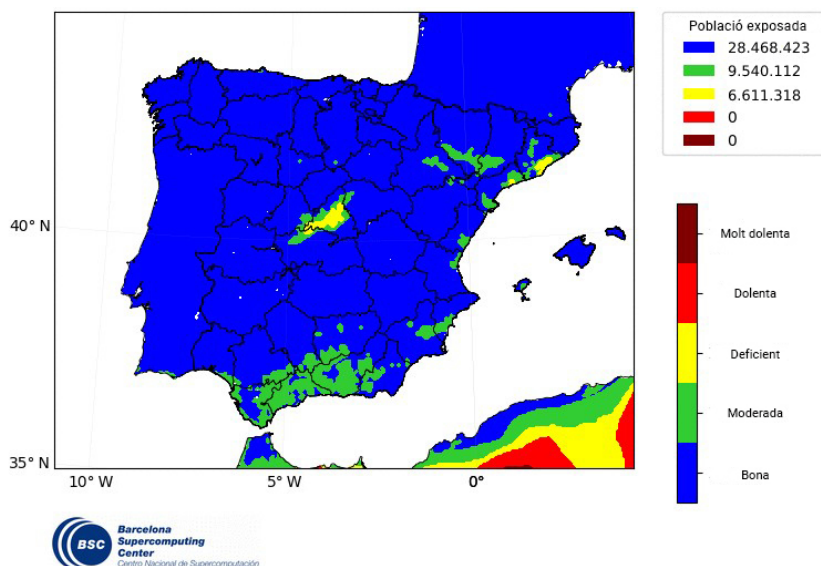 Població exposada
28.468.423
9.540.112
6.611.318
0
0
40° N
35° N
10° W
5° W
0°
Molt dolenta
Dolenta
Deficient
Moderada
Bona
BSC
Barcelona
Supercomputing
Center
Centro Nacional de Supercomputación